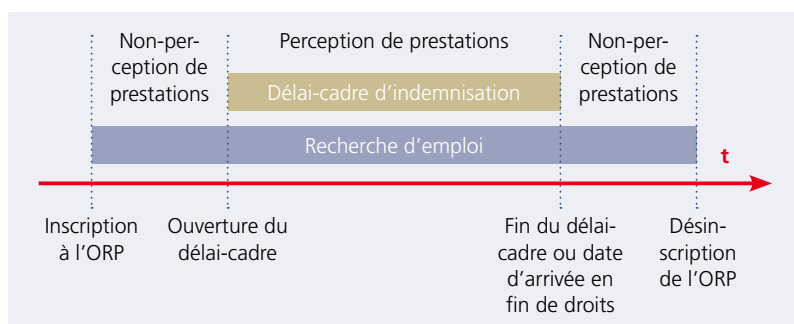 Non-per-
ception de
prestations
Perception de prestations
Non-per-
ception de
prestations
Délai-cadre d’indemnisation
Recherche d’emploi
t
Inscription
à l’ORP
Ouverture du
délai-cadre
Fin du délai-
cadre ou date
d’arrivée en
fin de droits
Désin-
scription
de l’ORP